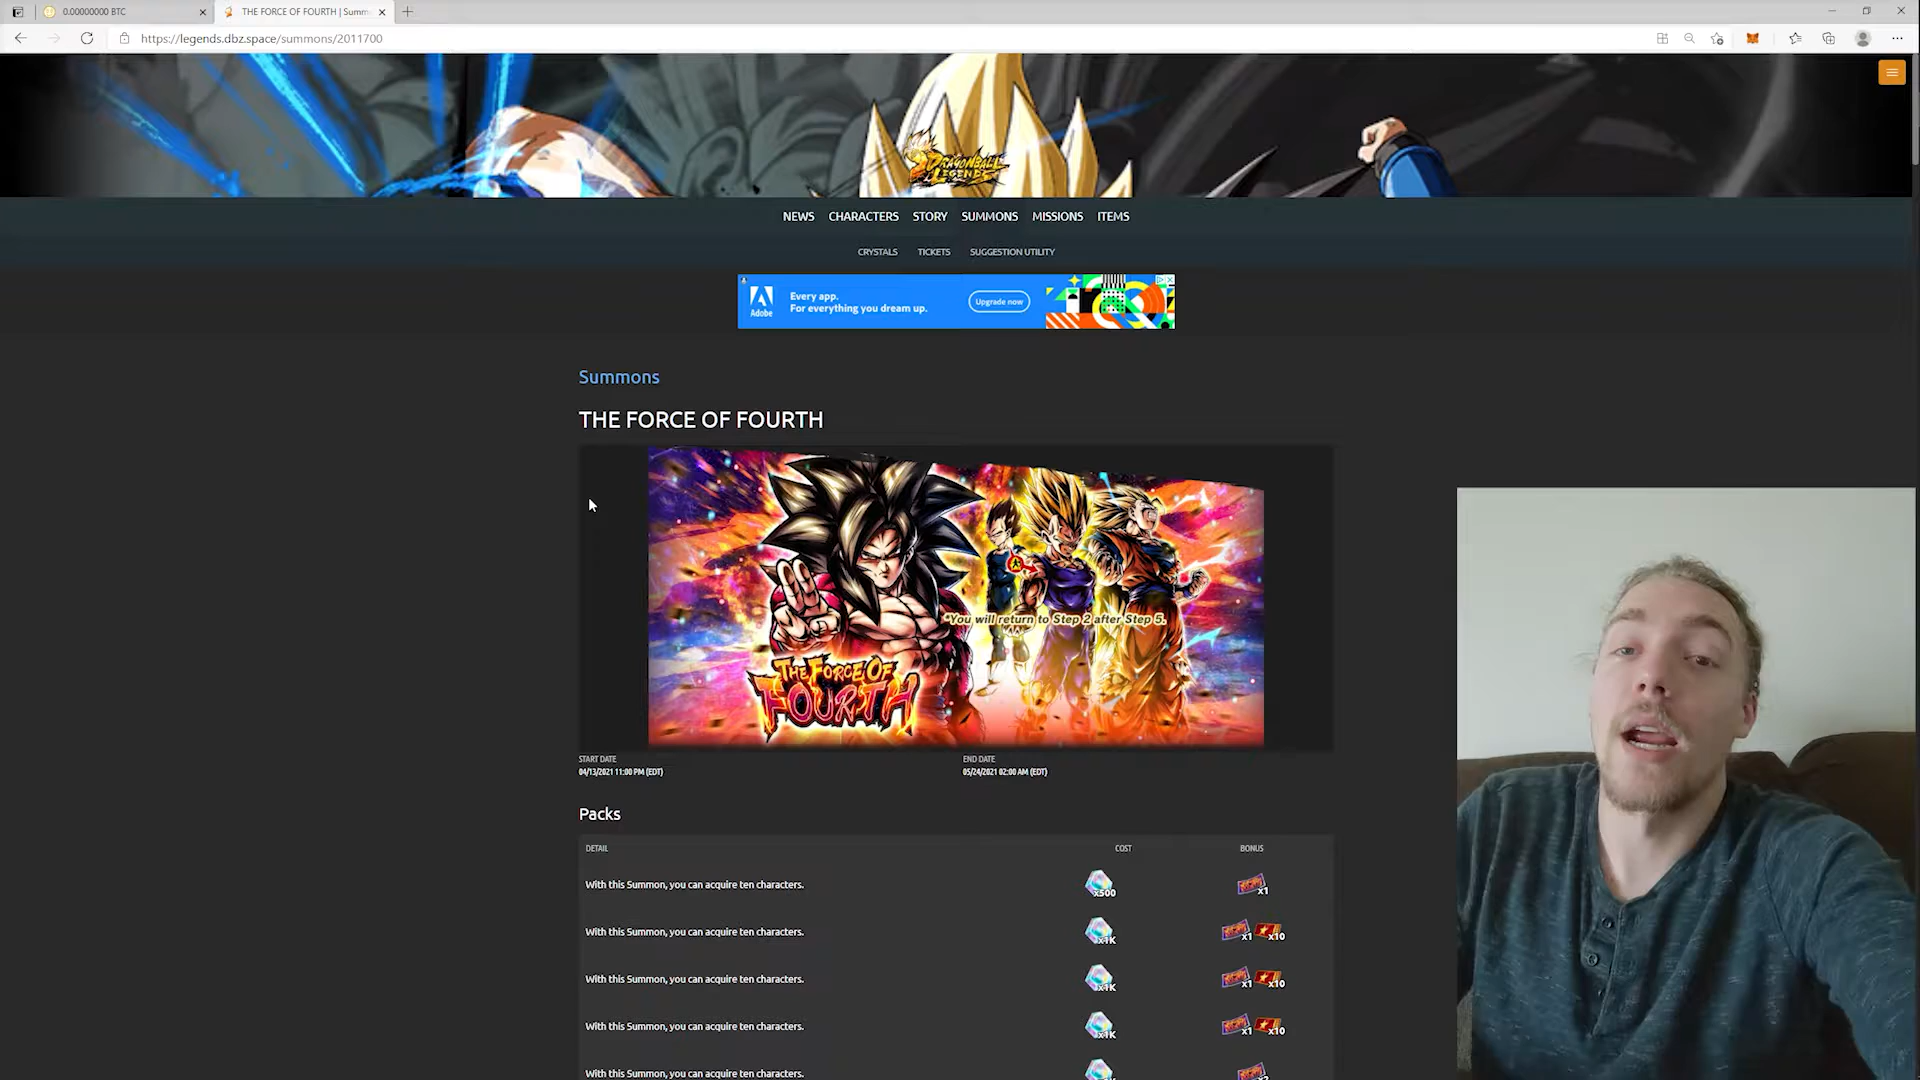 0.00000000 BTC
THE FORCE OF FOURTH | Summ
https://legends.dbz.space/summons/2011700
DRAGONBALL
LEGENDS
NEWS CHARACTERS STORY SUMMONS MISSIONS ITEMS
CRYSTALS TICKETS SUGGESTION UTILITY
Adobe
Every app.
For everything you dream up.
Upgrade now
Summons
THE FORCE OF FOURTH
*You will return to Step 2 after Step 5.
THE FORCE OF
FOURTH
START DATE END DATE
04/13/2021 11:00 PM (EDT) 05/24/2021 02:00 AM (EDT)
Packs
DETAIL COST BONUS
With this Summon, you can acquire ten characters. x500 x1
With this Summon, you can acquire ten characters. x1K x1 x10
With this Summon, you can acquire ten characters. x1K x1 x10
With this Summon, you can acquire ten characters. x1K x1 x10
With this Summon, you can acquire ten characters.